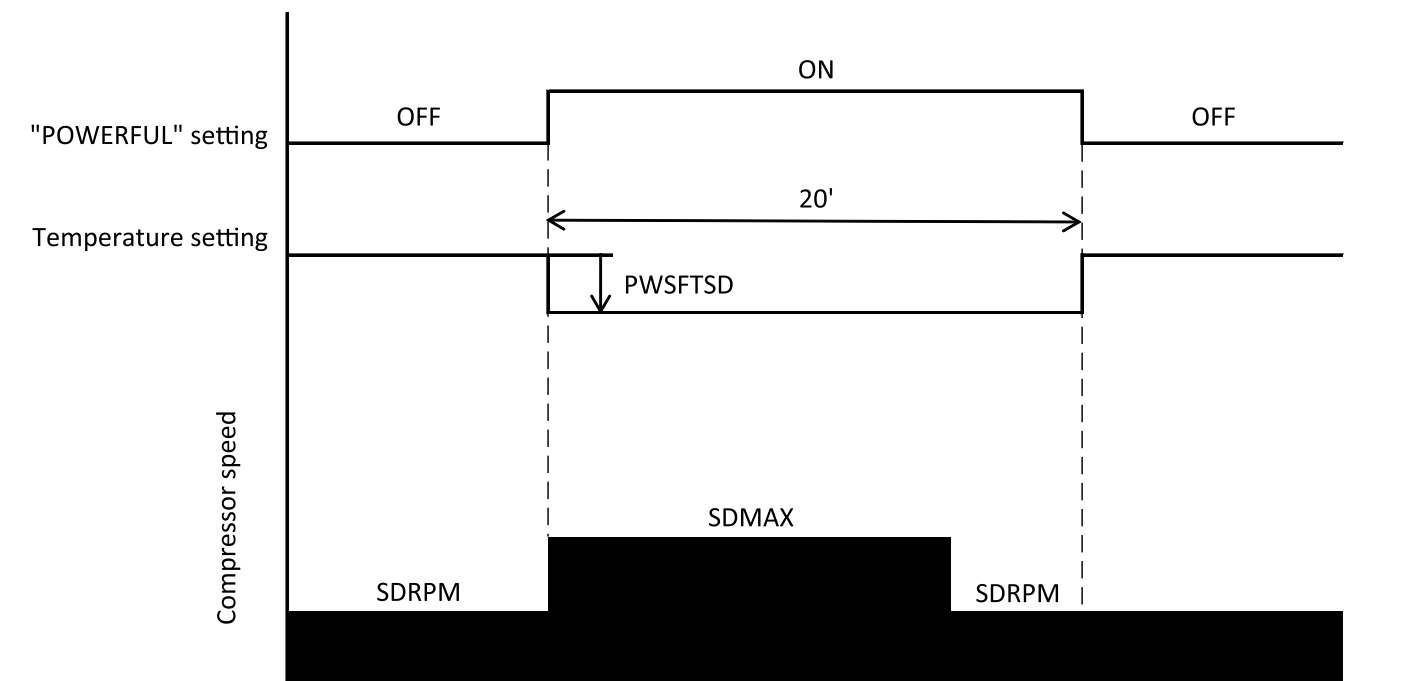 ON
OFF
OFF
"POWERFUL" setting
20'
Temperature setting
PWSFTSD
Compressor speed
SDMAX
SDRPM
SDRPM